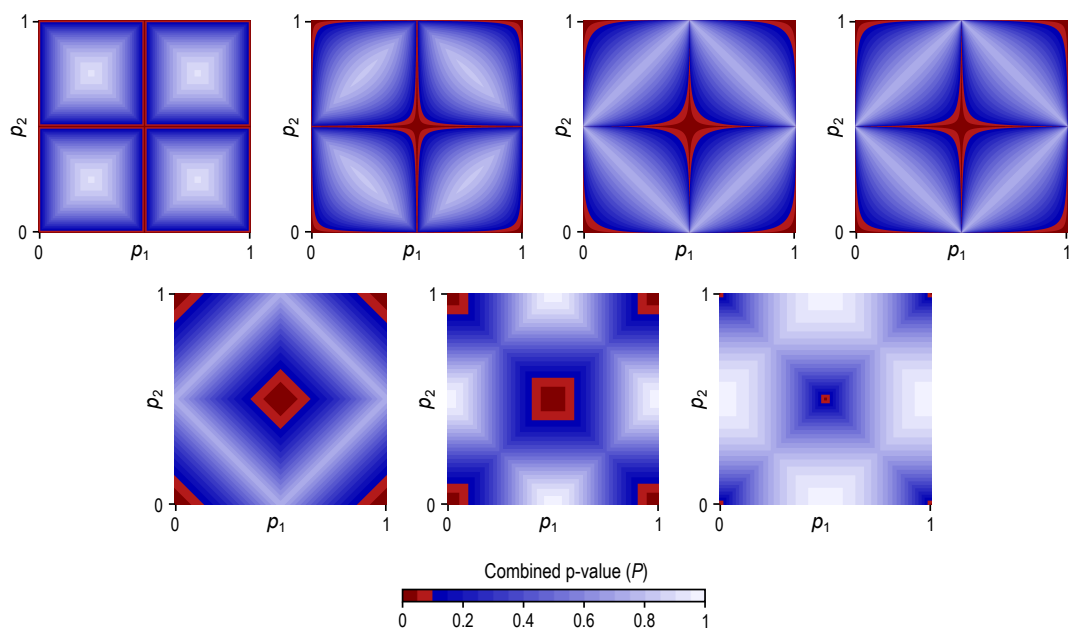 1 1 1 1
p2 p2 p2 p2
0 0 0 0
0 p1 1 0 p1 1 0 p1 1 0 p1 1
1 1 1
p2 p2 p2
0 0 0
0 p1 1 0 p1 1 0 p1 1
Combined p-value (P)
0 0.2 0.4 0.6 0.8 1